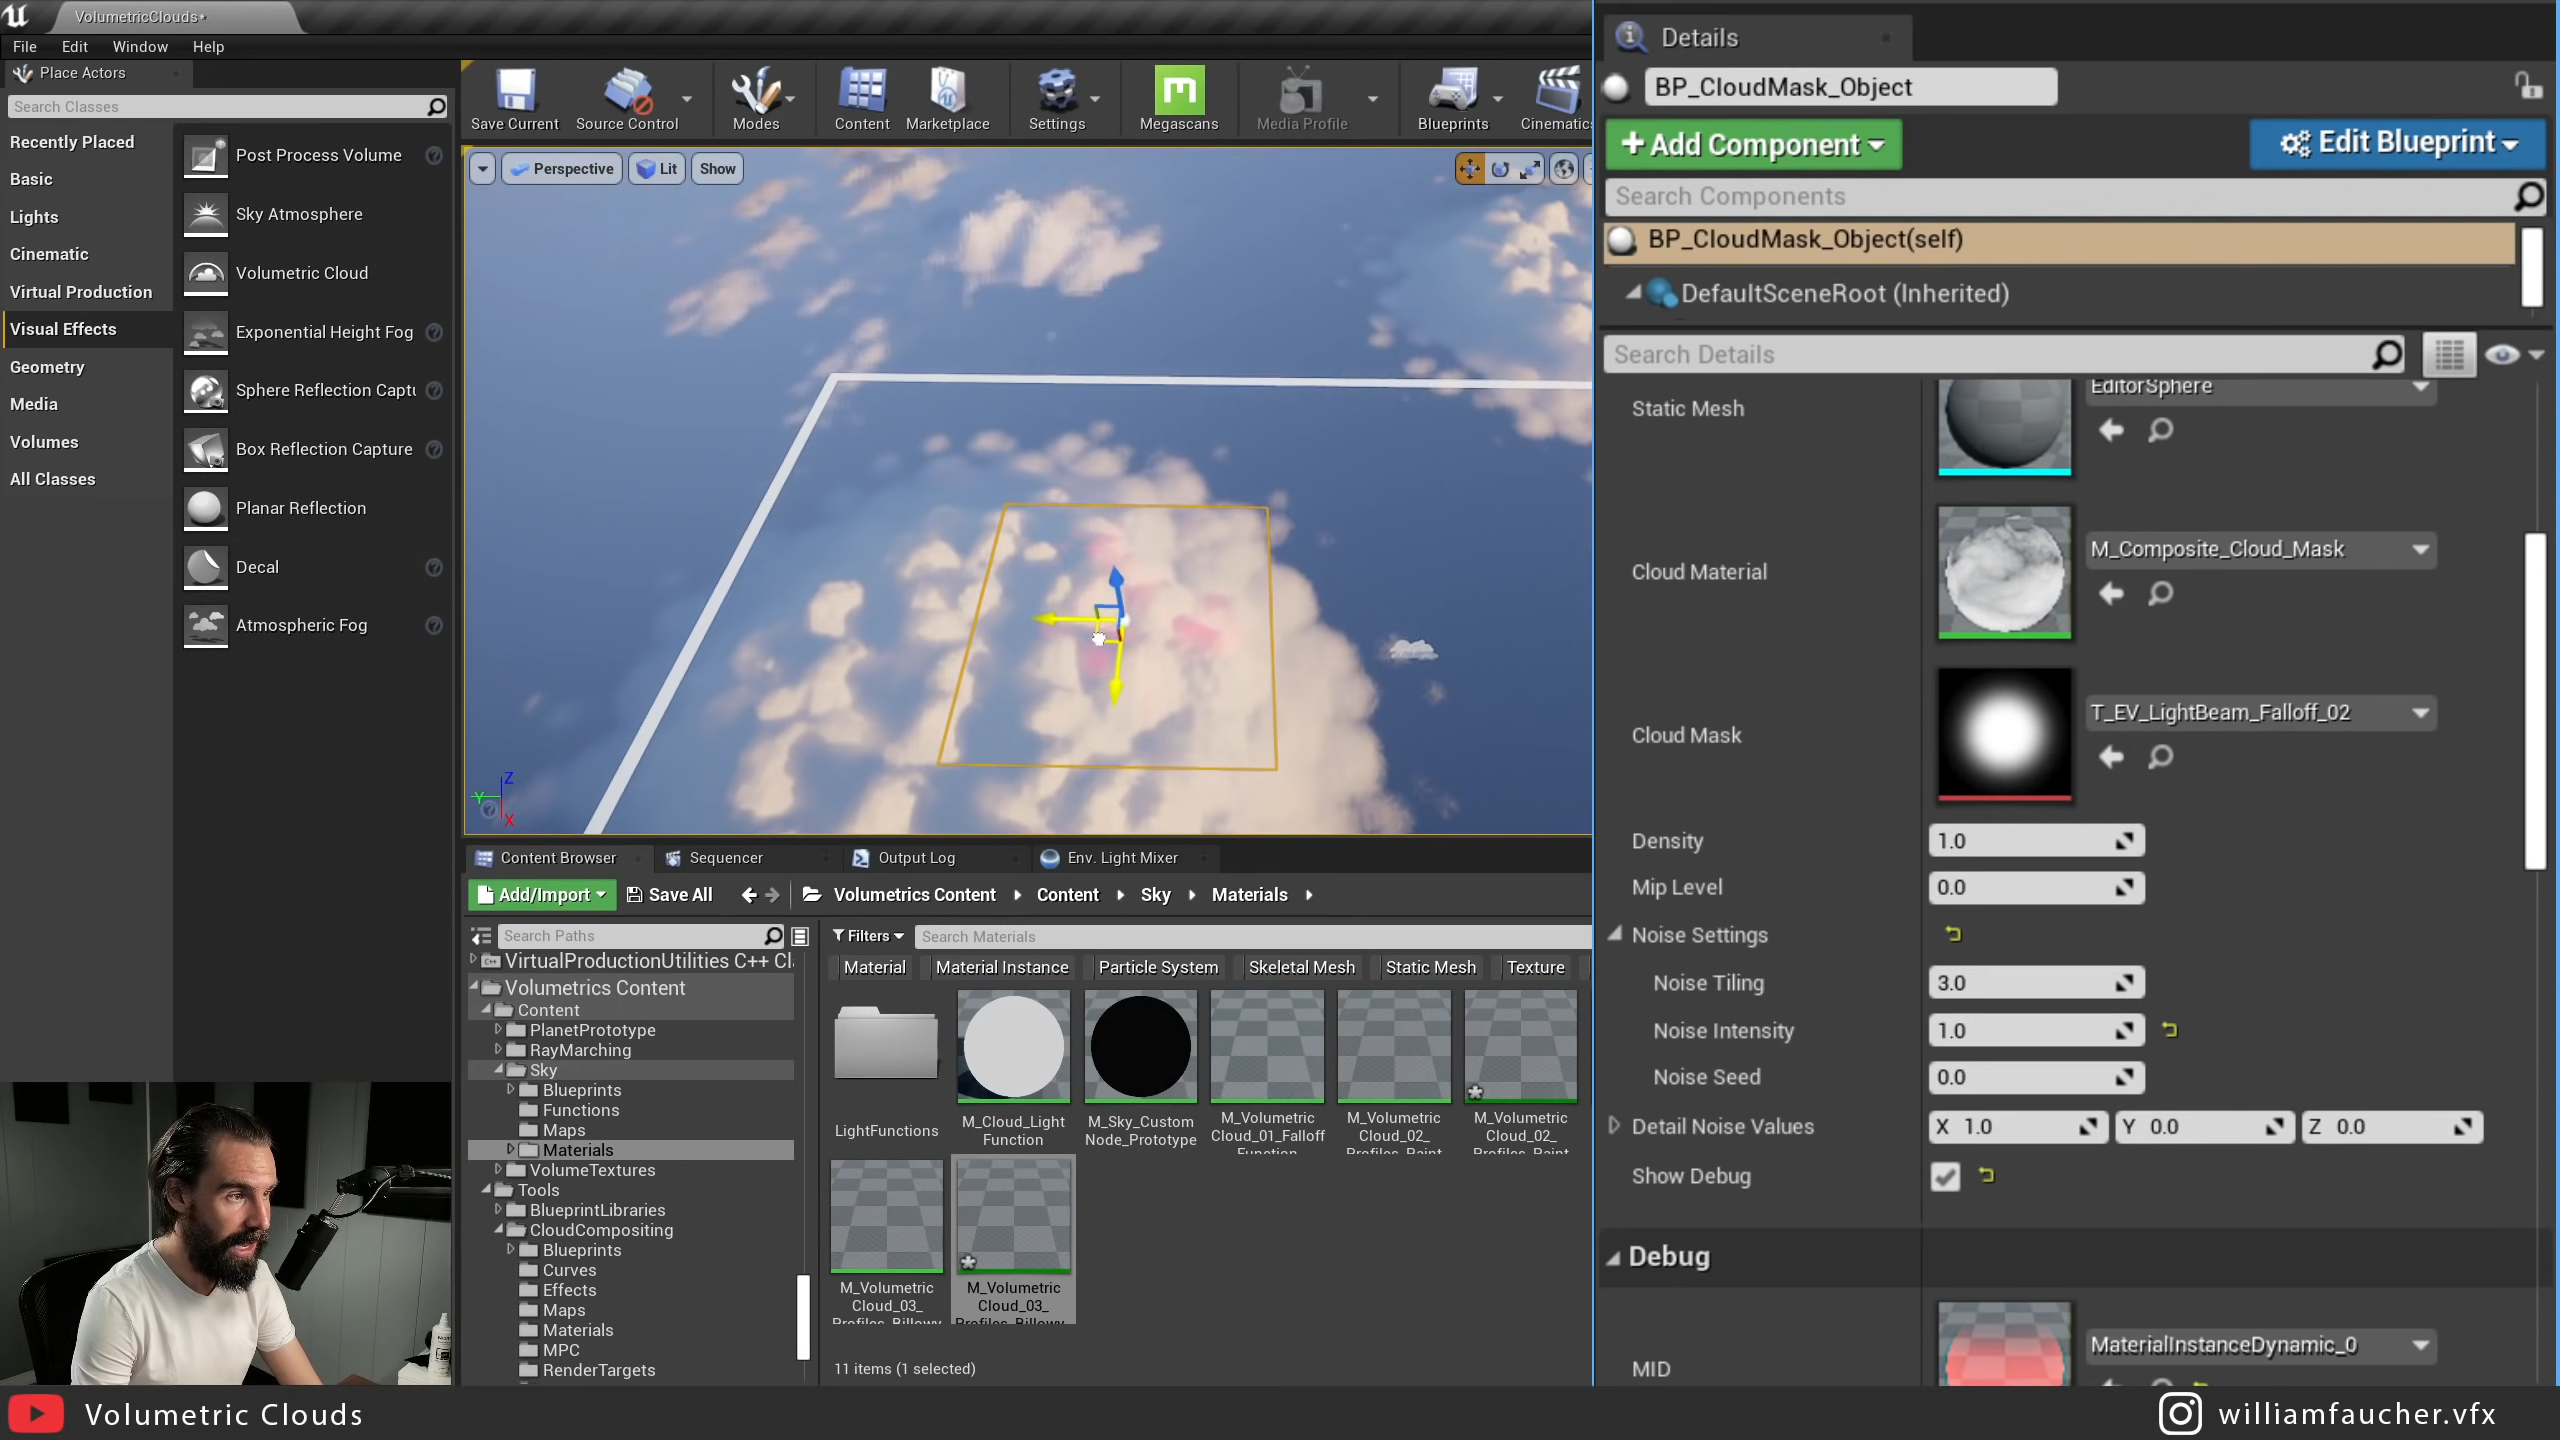 VolumetricClouds*
File Edit Window Help
Place Actors
Search Classes
Recently Placed
Basic
Lights
Cinematic
Virtual Production
Visual Effects
Geometry
Media
Volumes
All Classes
Post Process Volume
Sky Atmosphere
Volumetric Cloud
Exponential Height Fog
Sphere Reflection Captu
Box Reflection Capture
Planar Reflection
Decal
Atmospheric Fog
Save Current
Source Control
Modes
Content
Marketplace
Settings
Megascans
Media Profile
Blueprints
Cinematics
Perspective
Lit
Show
Z
Y
X
Content Browser
Sequencer
Output Log
Env. Light Mixer
Add/Import
Save All
Volumetrics Content
Content
Sky
Materials
Search Paths
Filters
Search Materials
Material
Material Instance
Particle System
Skeletal Mesh
Static Mesh
Texture
VirtualProductionUtilities C++ Cl
Volumetrics Content
Content
PlanetPrototype
RayMarching
Sky
Blueprints
Functions
Maps
Materials
VolumeTextures
Tools
BlueprintLibraries
CloudCompositing
Blueprints
Curves
Effects
Maps
Materials
MPC
RenderTargets
LightFunctions
M_Cloud_Light
Function
M_Sky_Custom
Node_Prototype
M_Volumetric
Cloud_01_Falloff
Function
M_Volumetric
Cloud_02_
Profiles_Paint
M_Volumetric
Cloud_02_
Profiles_Paint
M_Volumetric
Cloud_03_
Profiles_Billowy
M_Volumetric
Cloud_03_
Profiles_Billowy
11 items (1 selected)
Details
BP_CloudMask_Object
+Add Component
Edit Blueprint
Search Components
BP_CloudMask_Object(self)
DefaultSceneRoot (Inherited)
Search Details
Static Mesh
EditorSphere
Cloud Material
M_Composite_Cloud_Mask
Cloud Mask
T_EV_LightBeam_Falloff_02
Density 1.0
Mip Level 0.0
Noise Settings
Noise Tiling 3.0
Noise Intensity 1.0
Noise Seed 0.0
Detail Noise Values X 1.0 Y 0.0 Z 0.0
Show Debug
Debug
MID
MaterialInstanceDynamic_0
Volumetric Clouds
williamfaucher.vfx